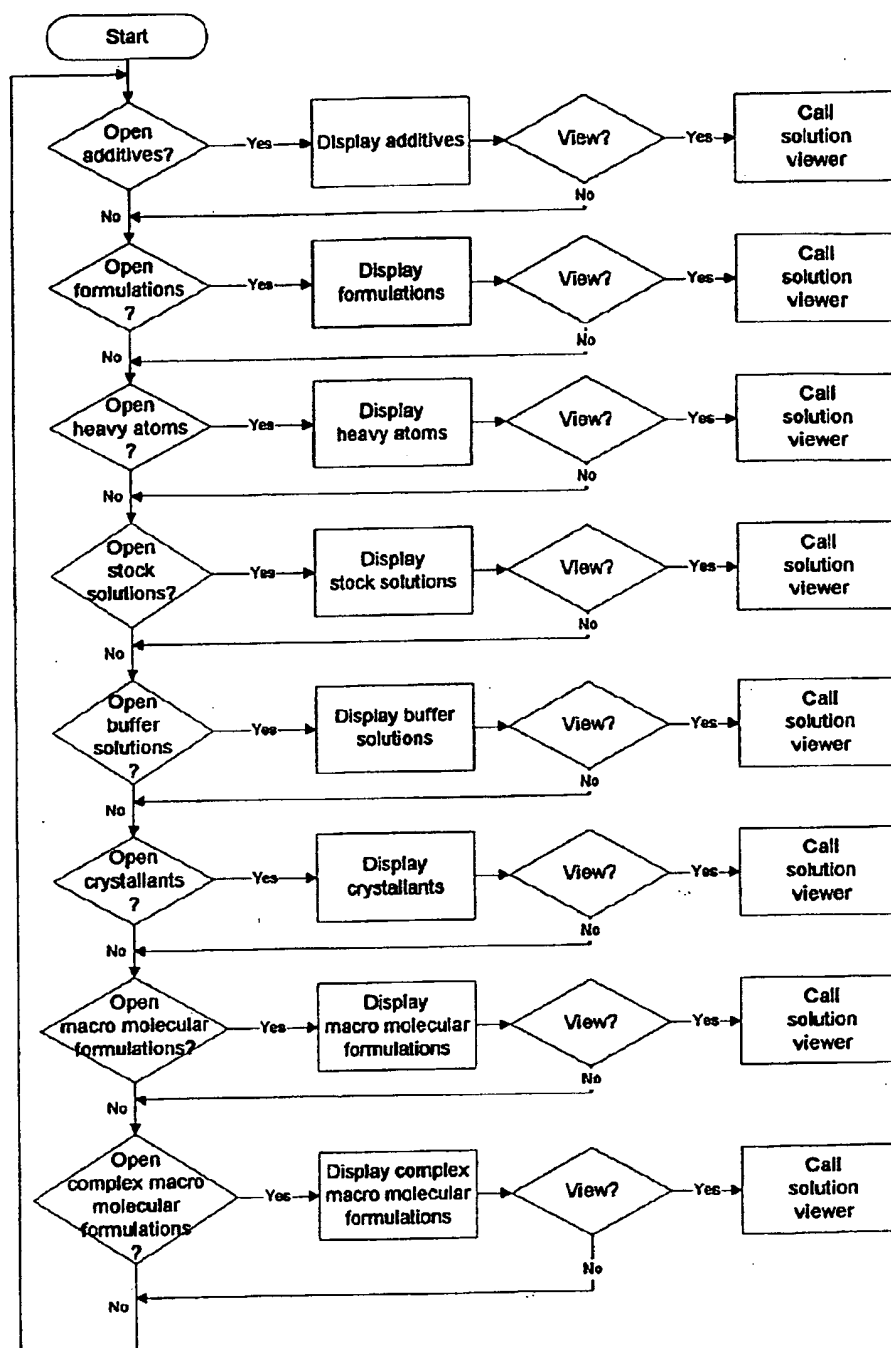 Start
Open
additives?
Yes
Display additives
View?
Yes
Call
solution
viewer
No
No
Open
formulations
?
Yes
Display
formulations
View?
Yes
Call
solution
viewer
No
No
Open
heavy atoms
?
Yes
Display
heavy atoms
View?
Yes
Call
solution
viewer
No
No
Open
stock
solutions?
Yes
Display
stock solutions
View?
Yes
Call
solution
viewer
No
No
Open
buffer
solutions
?
Yes
Display buffer
solutions
View?
Yes
Call
solution
viewer
No
No
Open
crystallants
?
Yes
Display
crystallants
View?
Yes
Call
solution
viewer
No
No
Open
macro molecular
formulations?
Yes
Display
macro molecular
formulations
View?
Yes
Call
solution
viewer
No
No
Open
complex macro
molecular
formulations
?
Yes
Display complex
macro molecular
formulations
View?
Yes
Call
solution
viewer
No
No